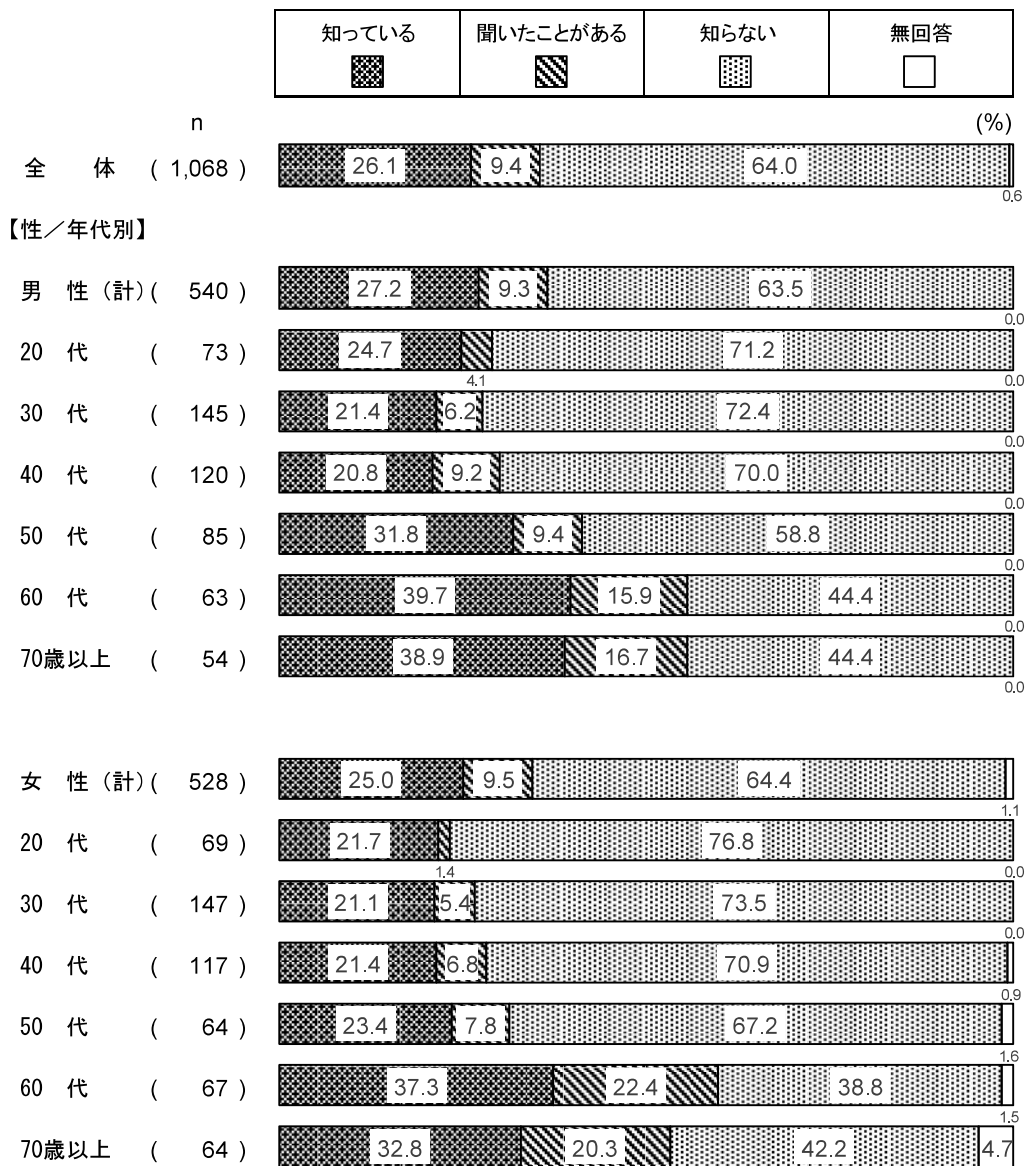 知っている 聞いたことがある 知らない 無回答
n (%)
全 体 ( 1,068 ) 26.1 9.4 64.0
0.6
【性／年代別】
男 性（計）( 540 ) 27.2 9.3 63.5
0.0
20 代 ( 73 ) 24.7 71.2
4.1 0.0
30 代 ( 145 ) 21.4 6.2 72.4
0.0
40 代 ( 120 ) 20.8 9.2 70.0
0.0
50 代 ( 85 ) 31.8 9.4 58.8
0.0
60 代 ( 63 ) 39.7 15.9 44.4
0.0
70歳以上 ( 54 ) 38.9 16.7 44.4
0.0
女 性（計）( 528 ) 25.0 9.5 64.4
1.1
20 代 ( 69 ) 21.7 76.8
1.4 0.0
30 代 ( 147 ) 21.1 5.4 73.5
0.0
40 代 ( 117 ) 21.4 6.8 70.9
0.9
50 代 ( 64 ) 23.4 7.8 67.2
1.6
60 代 ( 67 ) 37.3 22.4 38.8
1.5
70歳以上 ( 64 ) 32.8 20.3 42.2 4.7